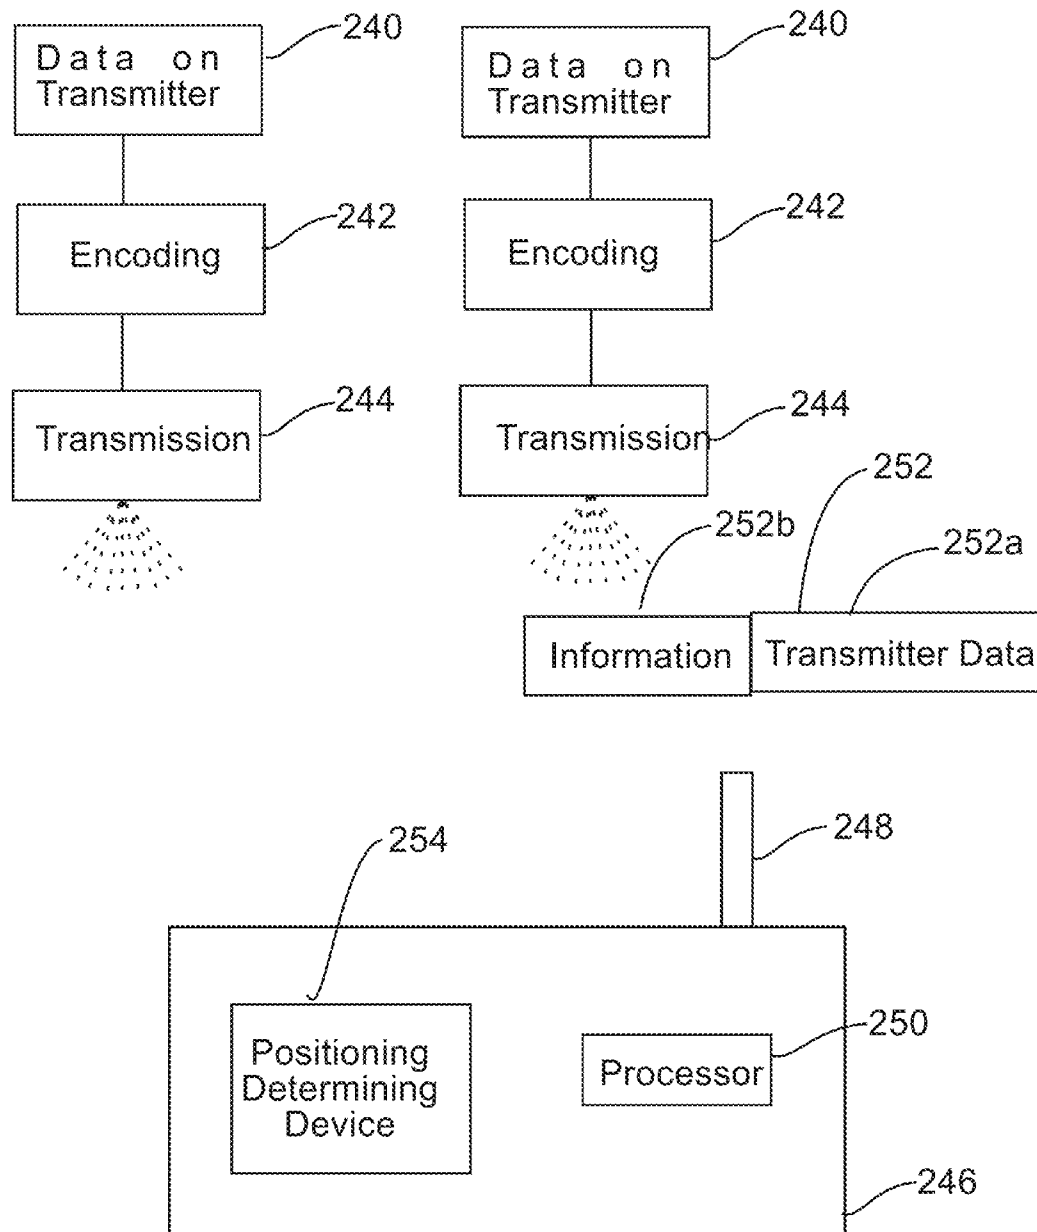 240
240
Data on
Transmitter
Data on
Transmitter
242
242
Encoding
Encoding
244
244
Transmission
Transmission
252
252b
252a
Information
Transmitter Data
248
254
250
Positioning
Determining
Device
Processor
246